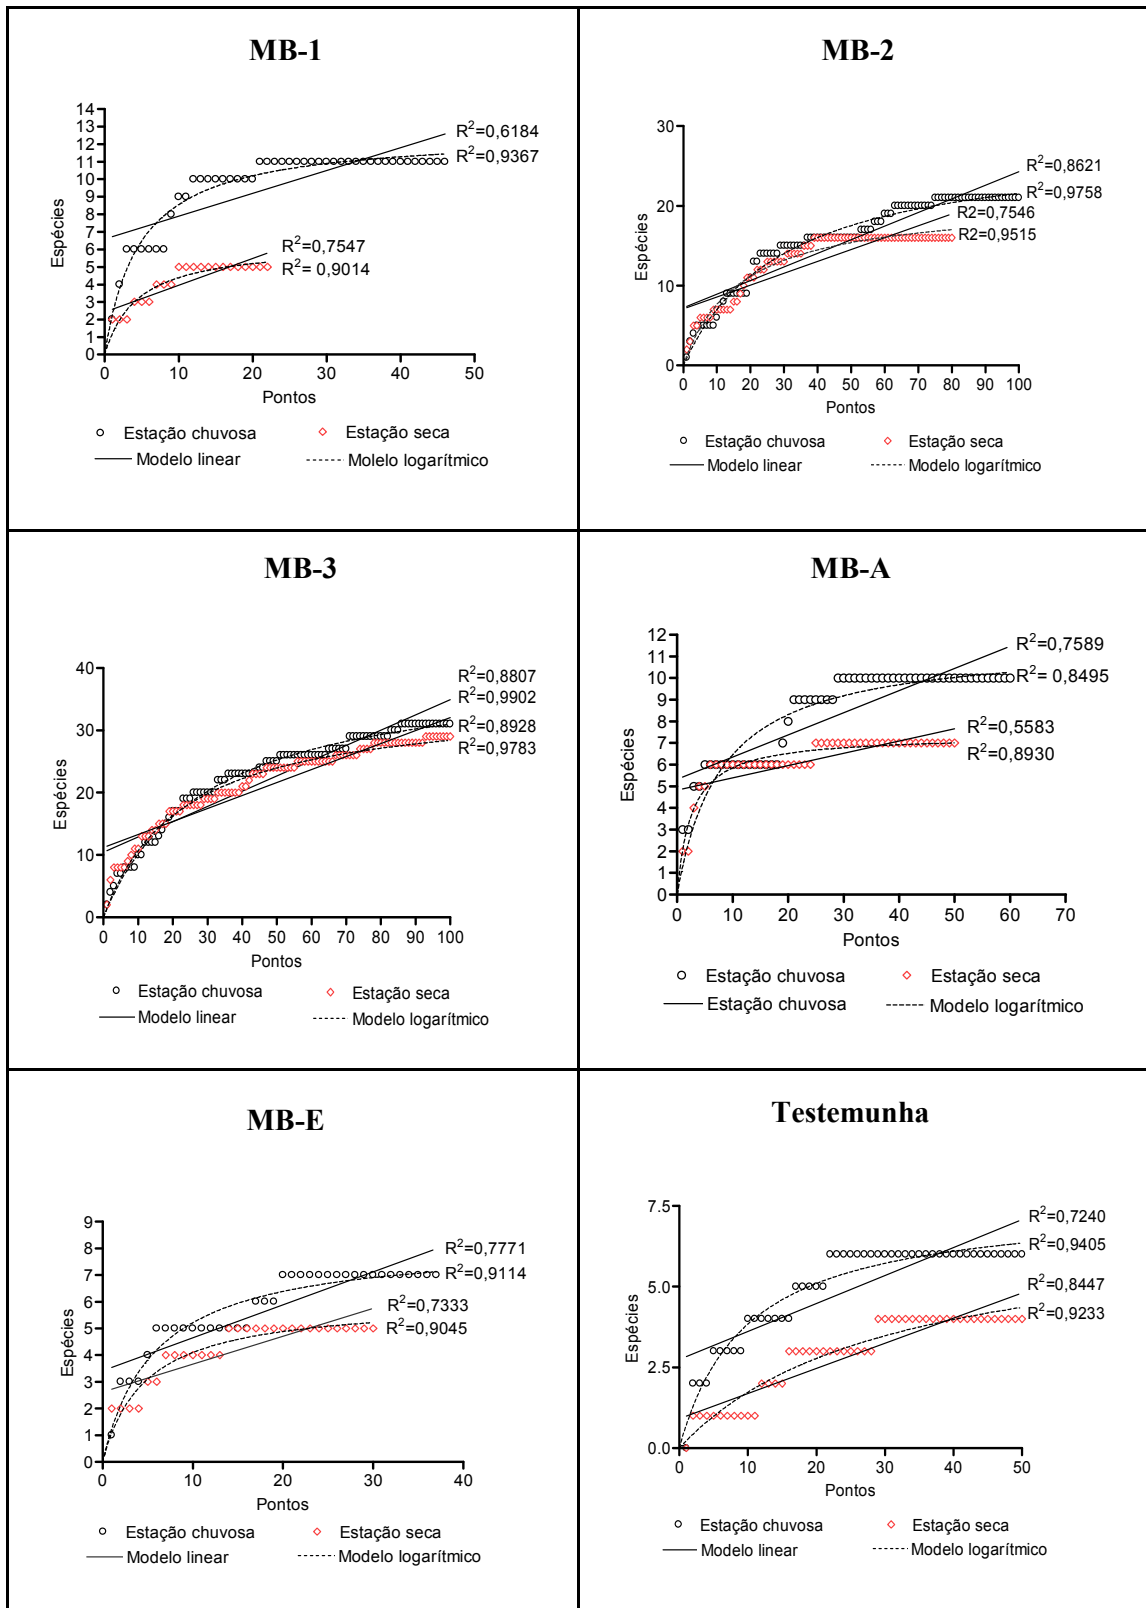 MB-1
Espécies
14
13
12
11
10
9
8
7
6
5
4
3
2
1
0
R²=0,6184
R²=0,9367
R²=0,7547
R²= 0,9014
0 10 20 30 40 50
Pontos
Estação chuvosa Estação seca
Modelo linear Molelo logarítmico
MB-2
Espécies
30
20
10
0
R²=0,8621
R²=0,9758
R2=0,7546
R2=0,9515
0 10 20 30 40 50 60 70 80 90 100
Pontos
Estação chuvosa Estação seca
Modelo linear Modelo logarítmico
MB-3
Espécies
40
30
20
10
0
R²=0,8807
R²=0,9902
R²=0,8928
R²=0,9783
0 10 20 30 40 50 60 70 80 90 100
Pontos
Estação chuvosa Estação seca
Modelo linear Modelo logarítmico
MB-A
Espécies
12
11
10
9
8
7
6
5
4
3
2
1
0
R²=0,7589
R²= 0,8495
R²=0,5583
R²=0,8930
0 10 20 30 40 50 60 70
Pontos
Estação chuvosa Estação seca
Estação chuvosa Modelo logarítmico
MB-E
Espécies
9
8
7
6
5
4
3
2
1
0
R²=0,7771
R²=0,9114
R²=0,7333
R²=0,9045
0 10 20 30 40
Pontos
Estação chuvosa Estação seca
Modelo linear Modelo logarítmico
Testemunha
Espécies
7.5
5.0
2.5
0.0
R²=0,7240
R²=0,9405
R²=0,8447
R²=0,9233
0 10 20 30 40 50
Pontos
Estação chuvosa Estação seca
Modelo linear Modelo logarítmico